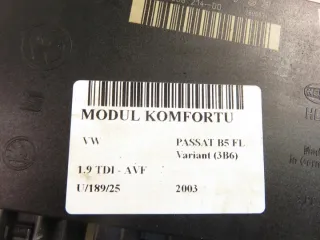 MODUL KOMFORTU
VW PASSAT B5 FL
Variant (3B6)
1.9 TDI - AVF
U/189/25 2003